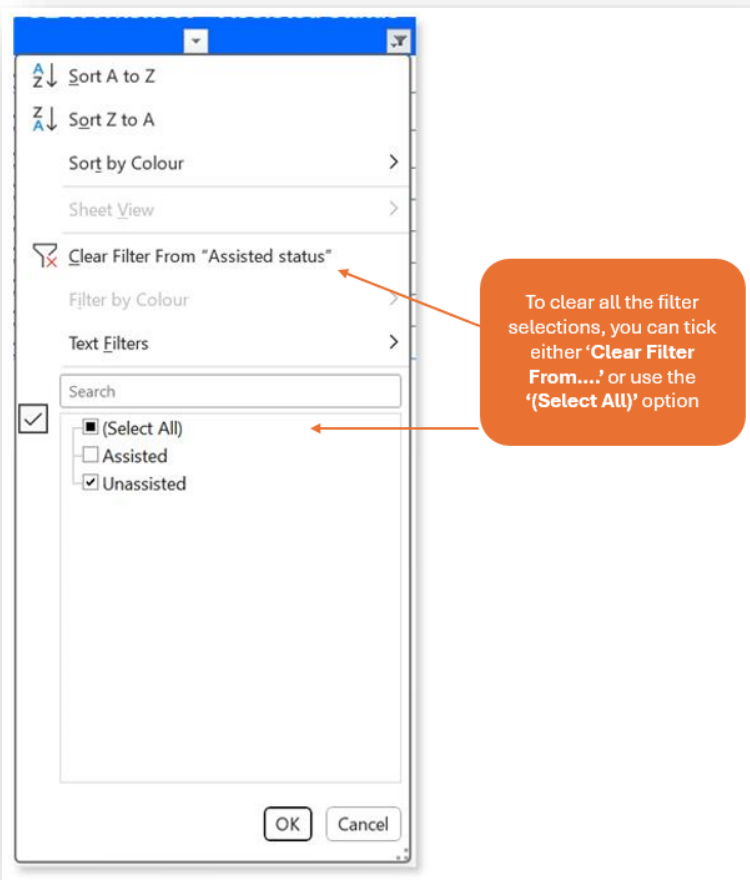 Sort A to Z
Sort Z to A
Sort by Colour
Sheet View
Clear Filter From "Assisted status"
Filter by Colour
Text Filters
Search
(Select All)
Assisted
Unassisted
OK
Cancel
To clear all the filter
selections, you can tick
either ‘Clear Filter
From....’ or use the
‘(Select All)’ option